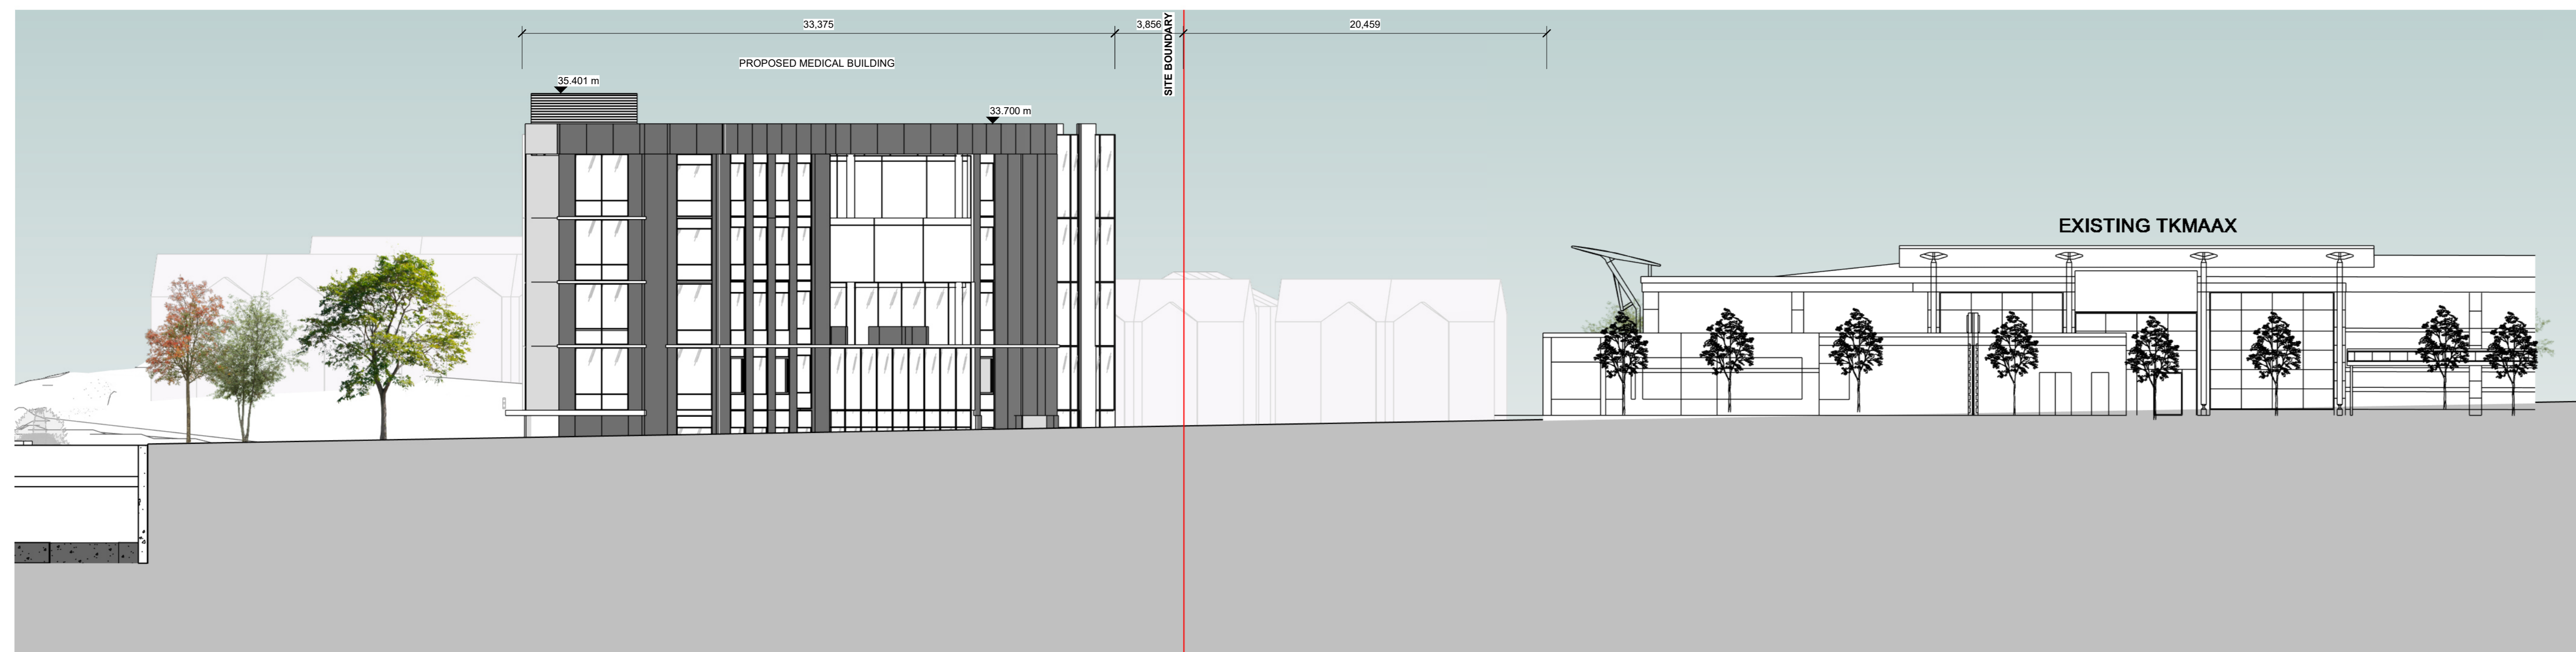 33,375
3,856
20,459
SITE BOUNDARY
PROPOSED MEDICAL BUILDING
35.401 m
33.700 m
EXISTING TKMAAX